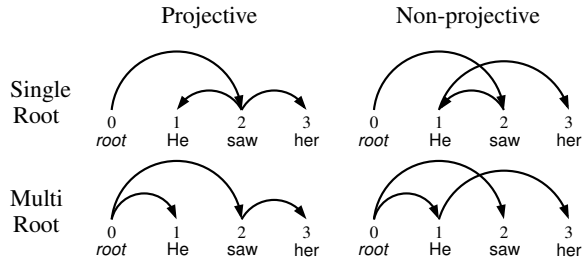 Projective Non-projective
Single
Root
0 1 2 3 0 1 2 3
root He saw her root He saw her
Multi
Root
0 1 2 3 0 1 2 3
root He saw her root He saw her